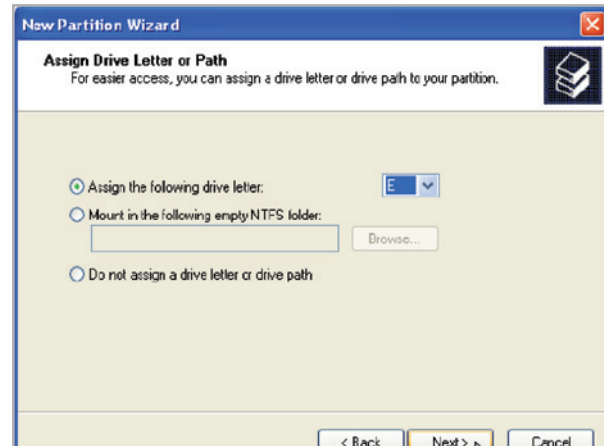 New Partition Wizard
Assign Drive Letter or Path
For easier access, you can assign a drive letter or drive path to your partition.
Assign the following drive letter: E
Mount in the following empty NTFS folder:
Browse...
Do not assign a drive letter or drive path
< Back Next > Cancel